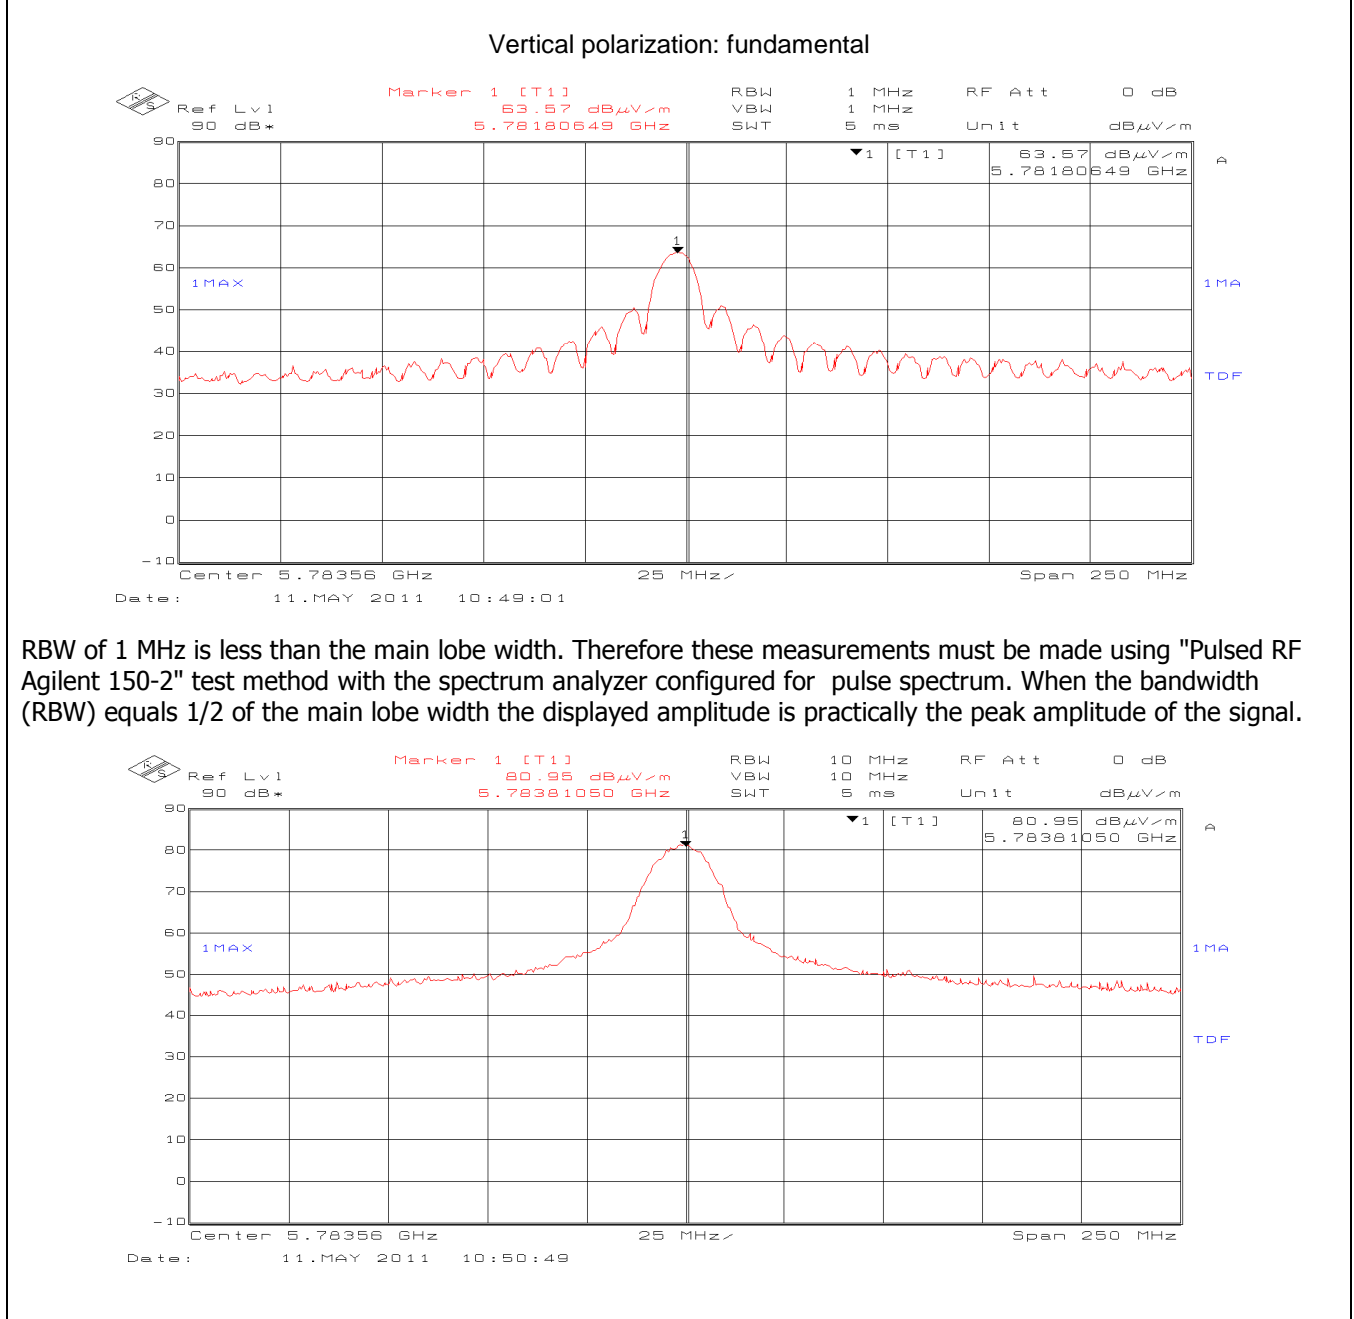 Vertical polarization: fundamental
R S
Marker 1 [T1] RBW 1 MHz RF Att 0 dB
Ref Lvl 63.57 dBµV/m VBW 1 MHz
90 dB* 5.78180649 GHz SWT 5 ms Unit dBµV/m
90
▼1 [T1] 63.57 dBµV/m A
5.78180649 GHz
80
70
1
60
1MAX 1MA
50
40
TDF
30
20
10
0
-10
Center 5.78356 GHz 25 MHz/ Span 250 MHz
Date: 11.MAY 2011 10:49:01
RBW of 1 MHz is less than the main lobe width. Therefore these measurements must be made using "Pulsed RF
Agilent 150-2" test method with the spectrum analyzer configured for  pulse spectrum. When the bandwidth
(RBW) equals 1/2 of the main lobe width the displayed amplitude is practically the peak amplitude of the signal.
R S
Marker 1 [T1] RBW 10 MHz RF Att 0 dB
Ref Lvl 80.95 dBµV/m VBW 10 MHz
90 dB* 5.78381050 GHz SWT 5 ms Unit dBµV/m
90
▼1 [T1] 80.95 dBµV/m A
5.78381050 GHz
1
80
70
60
1MAX 1MA
50
40
TDF
30
20
10
0
-10
Center 5.78356 GHz 25 MHz/ Span 250 MHz
Date: 11.MAY 2011 10:50:49